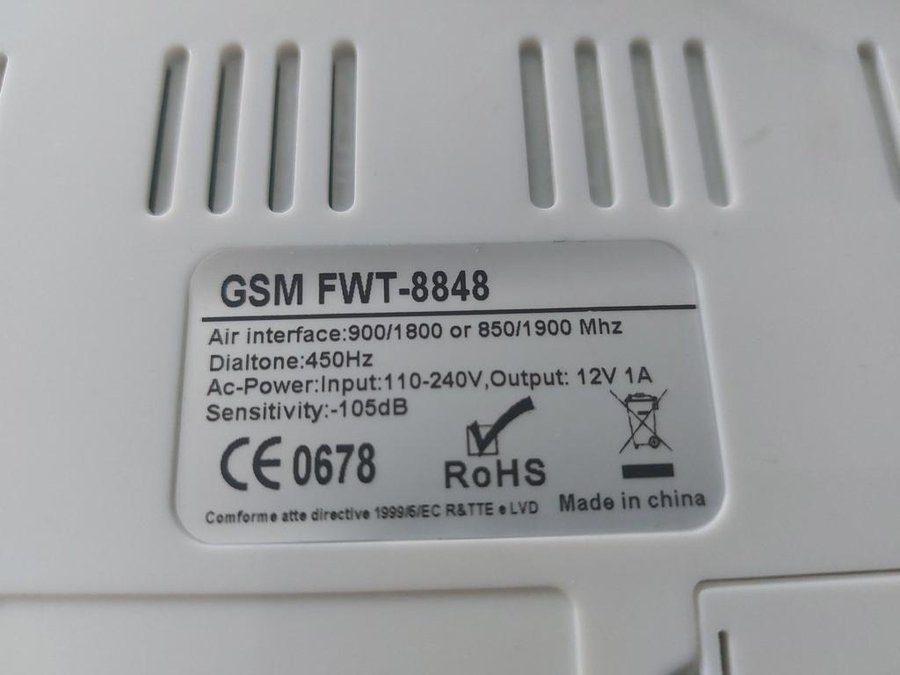 GSM FWT-8848
Air interface:900/1800 or 850/1900 Mhz
Dialtone:450Hz
Ac-Power:Input:110-240V,Output: 12V 1A
Sensitivity:-105dB
CE 0678
RoHS
Comforme atte directive 1999/5/EC R&TTE e LVD
Made in china